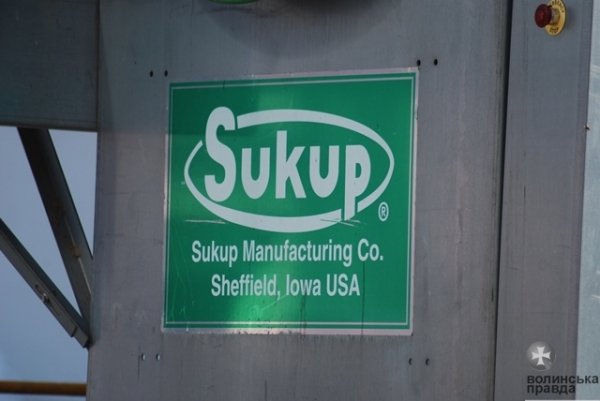 Sukup
®
Sukup Manufacturing Co.
Sheffield, Iowa USA
волинська
правда